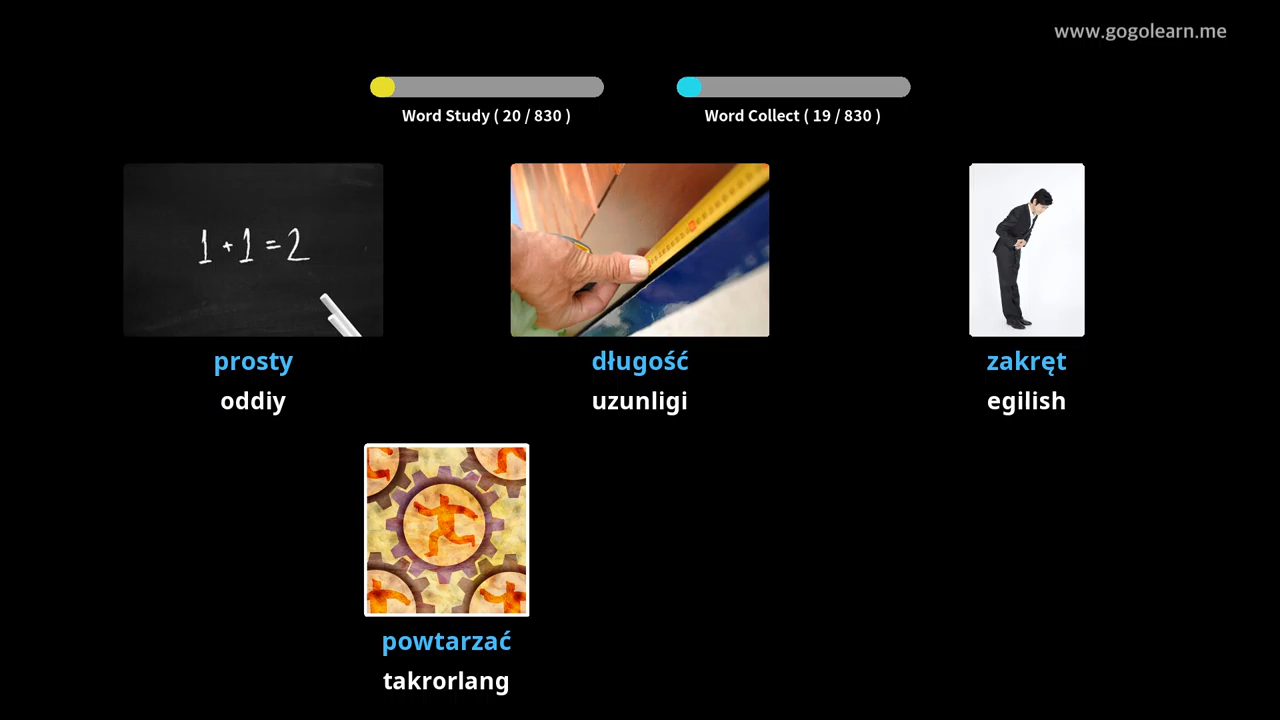 www.gogolearn.me
Word Study ( 20 / 830 )
Word Collect ( 19 / 830 )
1 + 1 = 2
prosty
oddiy
długość
uzunligi
zakręt
egilish
powtarzać
takrorlang